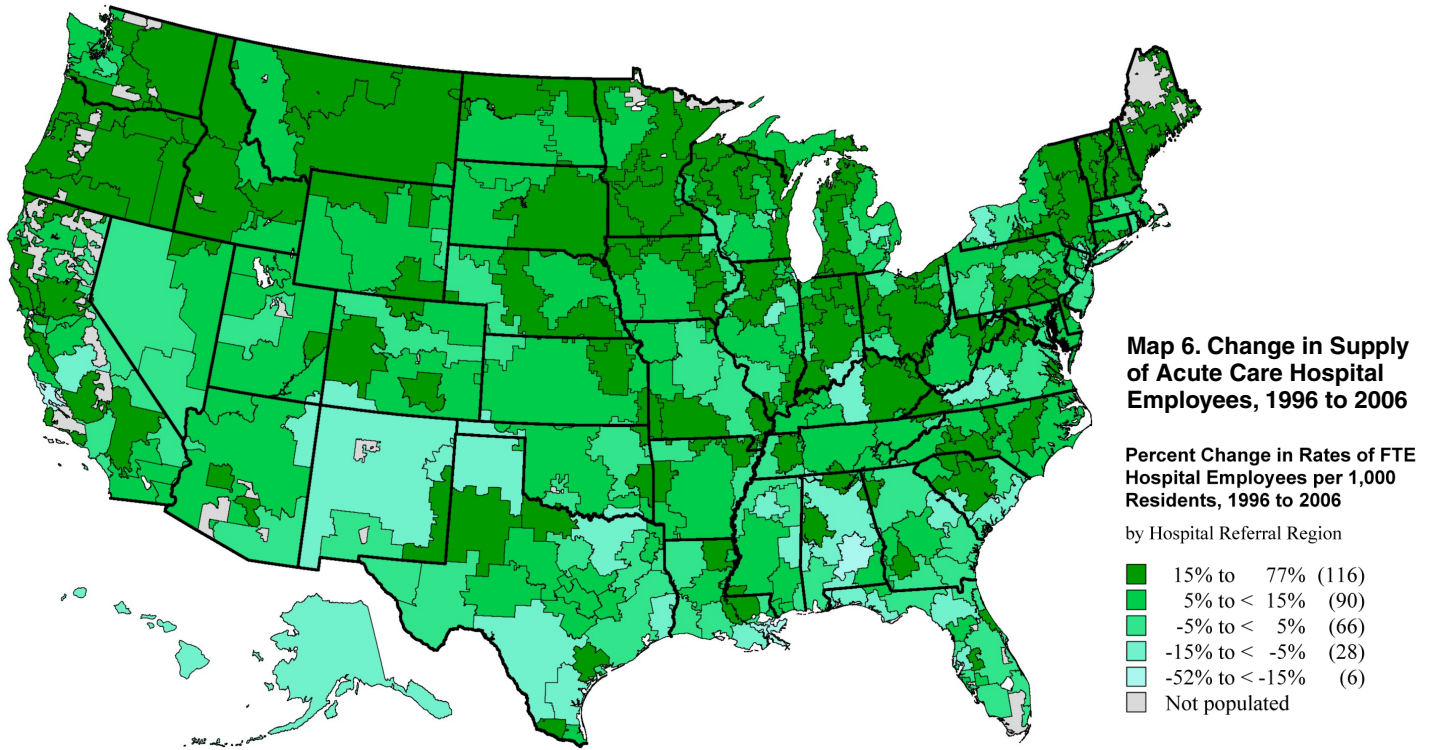 Map 6. Change in Supply
of Acute Care Hospital
Employees, 1996 to 2006
Percent Change in Rates of FTE
Hospital Employees per 1,000
Residents, 1996 to 2006
by Hospital Referral Region
15% to 77% (116)
5% to < 15% (90)
-5% to < 5% (66)
-15% to < -5% (28)
-52% to < -15% (6)
Not populated